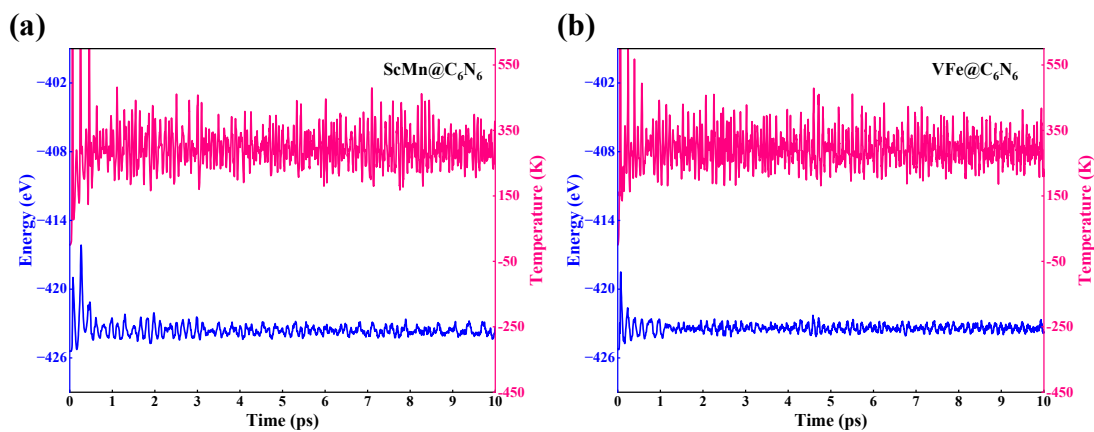 (a)
ScMn@C₆N₆
Energy (eV)
−402
−408
−414
−420
−426
550
350
150
-50
-250
-450
Temperature (K)
0 1 2 3 4 5 6 7 8 9 10
Time (ps)
(b)
VFe@C₆N₆
Energy (eV)
−402
−408
−414
−420
−426
550
350
150
-50
-250
-450
Temperature (K)
0 1 2 3 4 5 6 7 8 9 10
Time (ps)